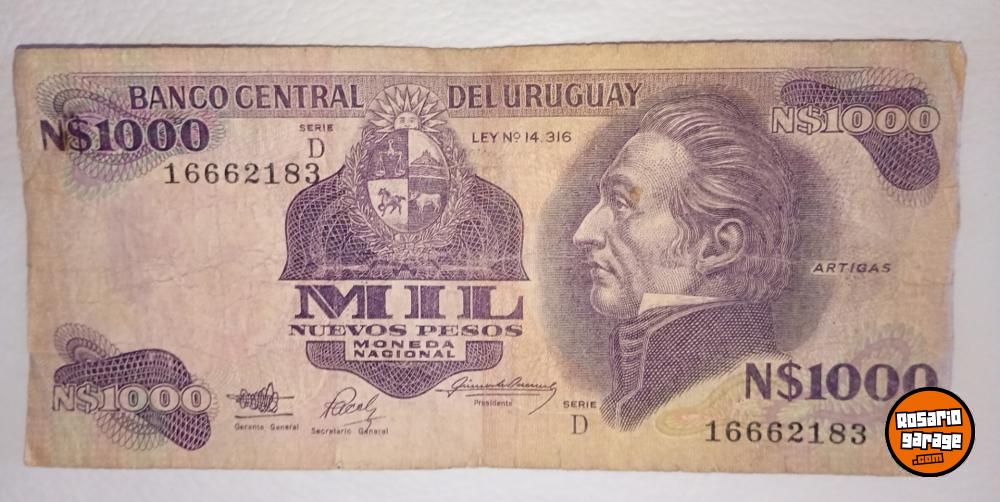 BANCO CENTRAL DEL URUGUAY
N$1000
N$1000
SERIE
D
LEY Nº 14.316
16662183
ARTIGAS
MIL
NUEVOS PESOS
MONEDA
NACIONAL
N$1000
N$1000
Gerente General
Secretario General
Presidente
SERIE
D
16662183
Rosario
garage
.com